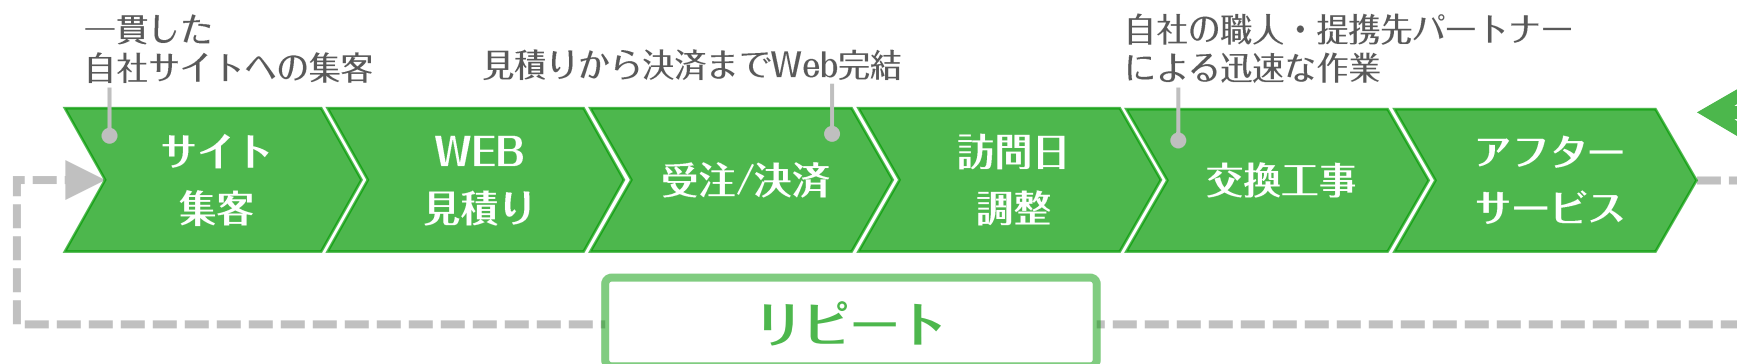 一貫した
自社サイトへの集客
見積りから決済までWeb完結
自社の職人・提携先パートナー
による迅速な作業
サイト
集客
WEB
見積り
受注/決済
訪問日
調整
交換工事
アフター
サービス
リピート